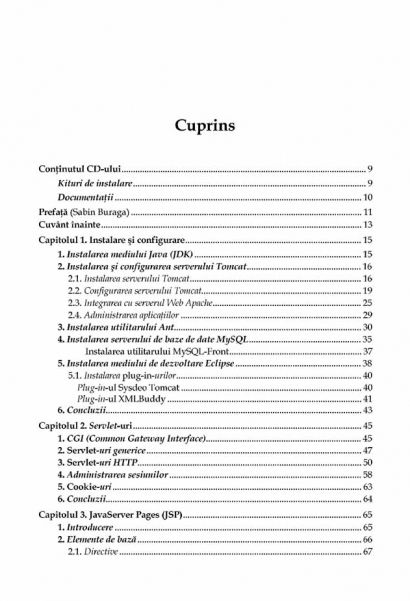 Cuprins
Conținutul CD-ului 9
Kituri de instalare 9
Documentații 10
Prefață (Sabin Buraga) 11
Cuvânt înainte 13
Capitolul 1. Instalare și configurare 15
1. Instalarea mediului Java (JDK) 15
2. Instalarea și configurarea serverului Tomcat 16
2.1. Instalarea serverului Tomcat 16
2.2. Configurarea serverului Tomcat 19
2.3. Integrarea cu serverul Web Apache 25
2.4. Administrarea aplicațiilor 29
3. Instalarea utilitarului Ant 30
4. Instalarea serverului de baze de date MySQL 35
Instalarea utilitarului MySQL-Front 37
5. Instalarea mediului de dezvoltare Eclipse 38
5.1. Instalarea plug-in-urilor 40
Plug-in-ul Sysdeo Tomcat 40
Plug-in-ul XMLBuddy 41
6. Concluzii 43
Capitolul 2. Servlet-uri 45
1. CGI (Common Gateway Interface) 45
2. Servlet-uri generice 47
3. Servlet-uri HTTP 50
4. Administrarea sesiunilor 58
5. Cookie-uri 63
6. Concluzii 64
Capitolul 3. JavaServer Pages (JSP) 65
1. Introducere 65
2. Elemente de bază 66
2.1. Directive 67